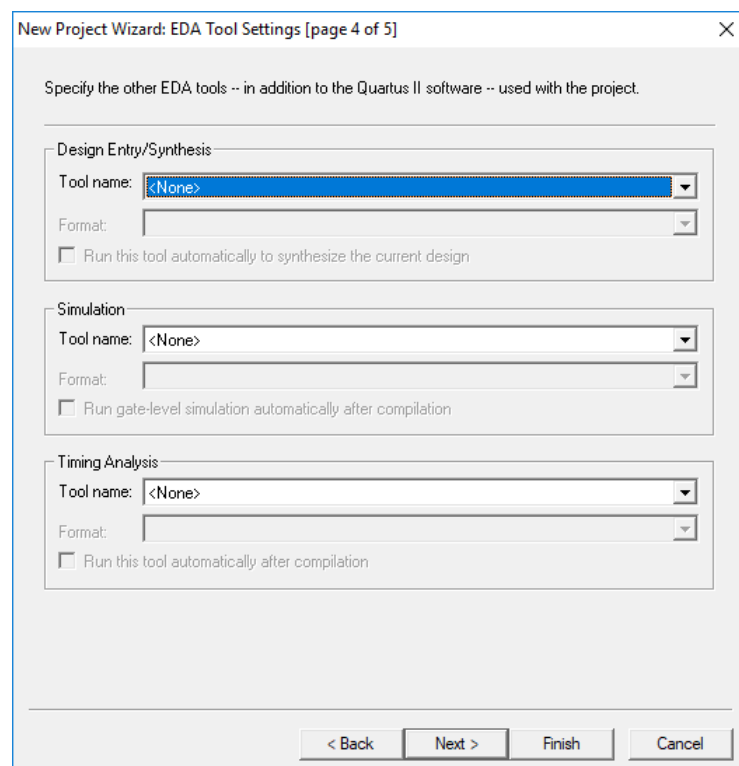 New Project Wizard: EDA Tool Settings [page 4 of 5]
Specify the other EDA tools -- in addition to the Quartus II software -- used with the project.
Design Entry/Synthesis
Tool name: <None>
Format:
Run this tool automatically to synthesize the current design
Simulation
Tool name: <None>
Format:
Run gate-level simulation automatically after compilation
Timing Analysis
Tool name: <None>
Format:
Run this tool automatically after compilation
< Back Next > Finish Cancel